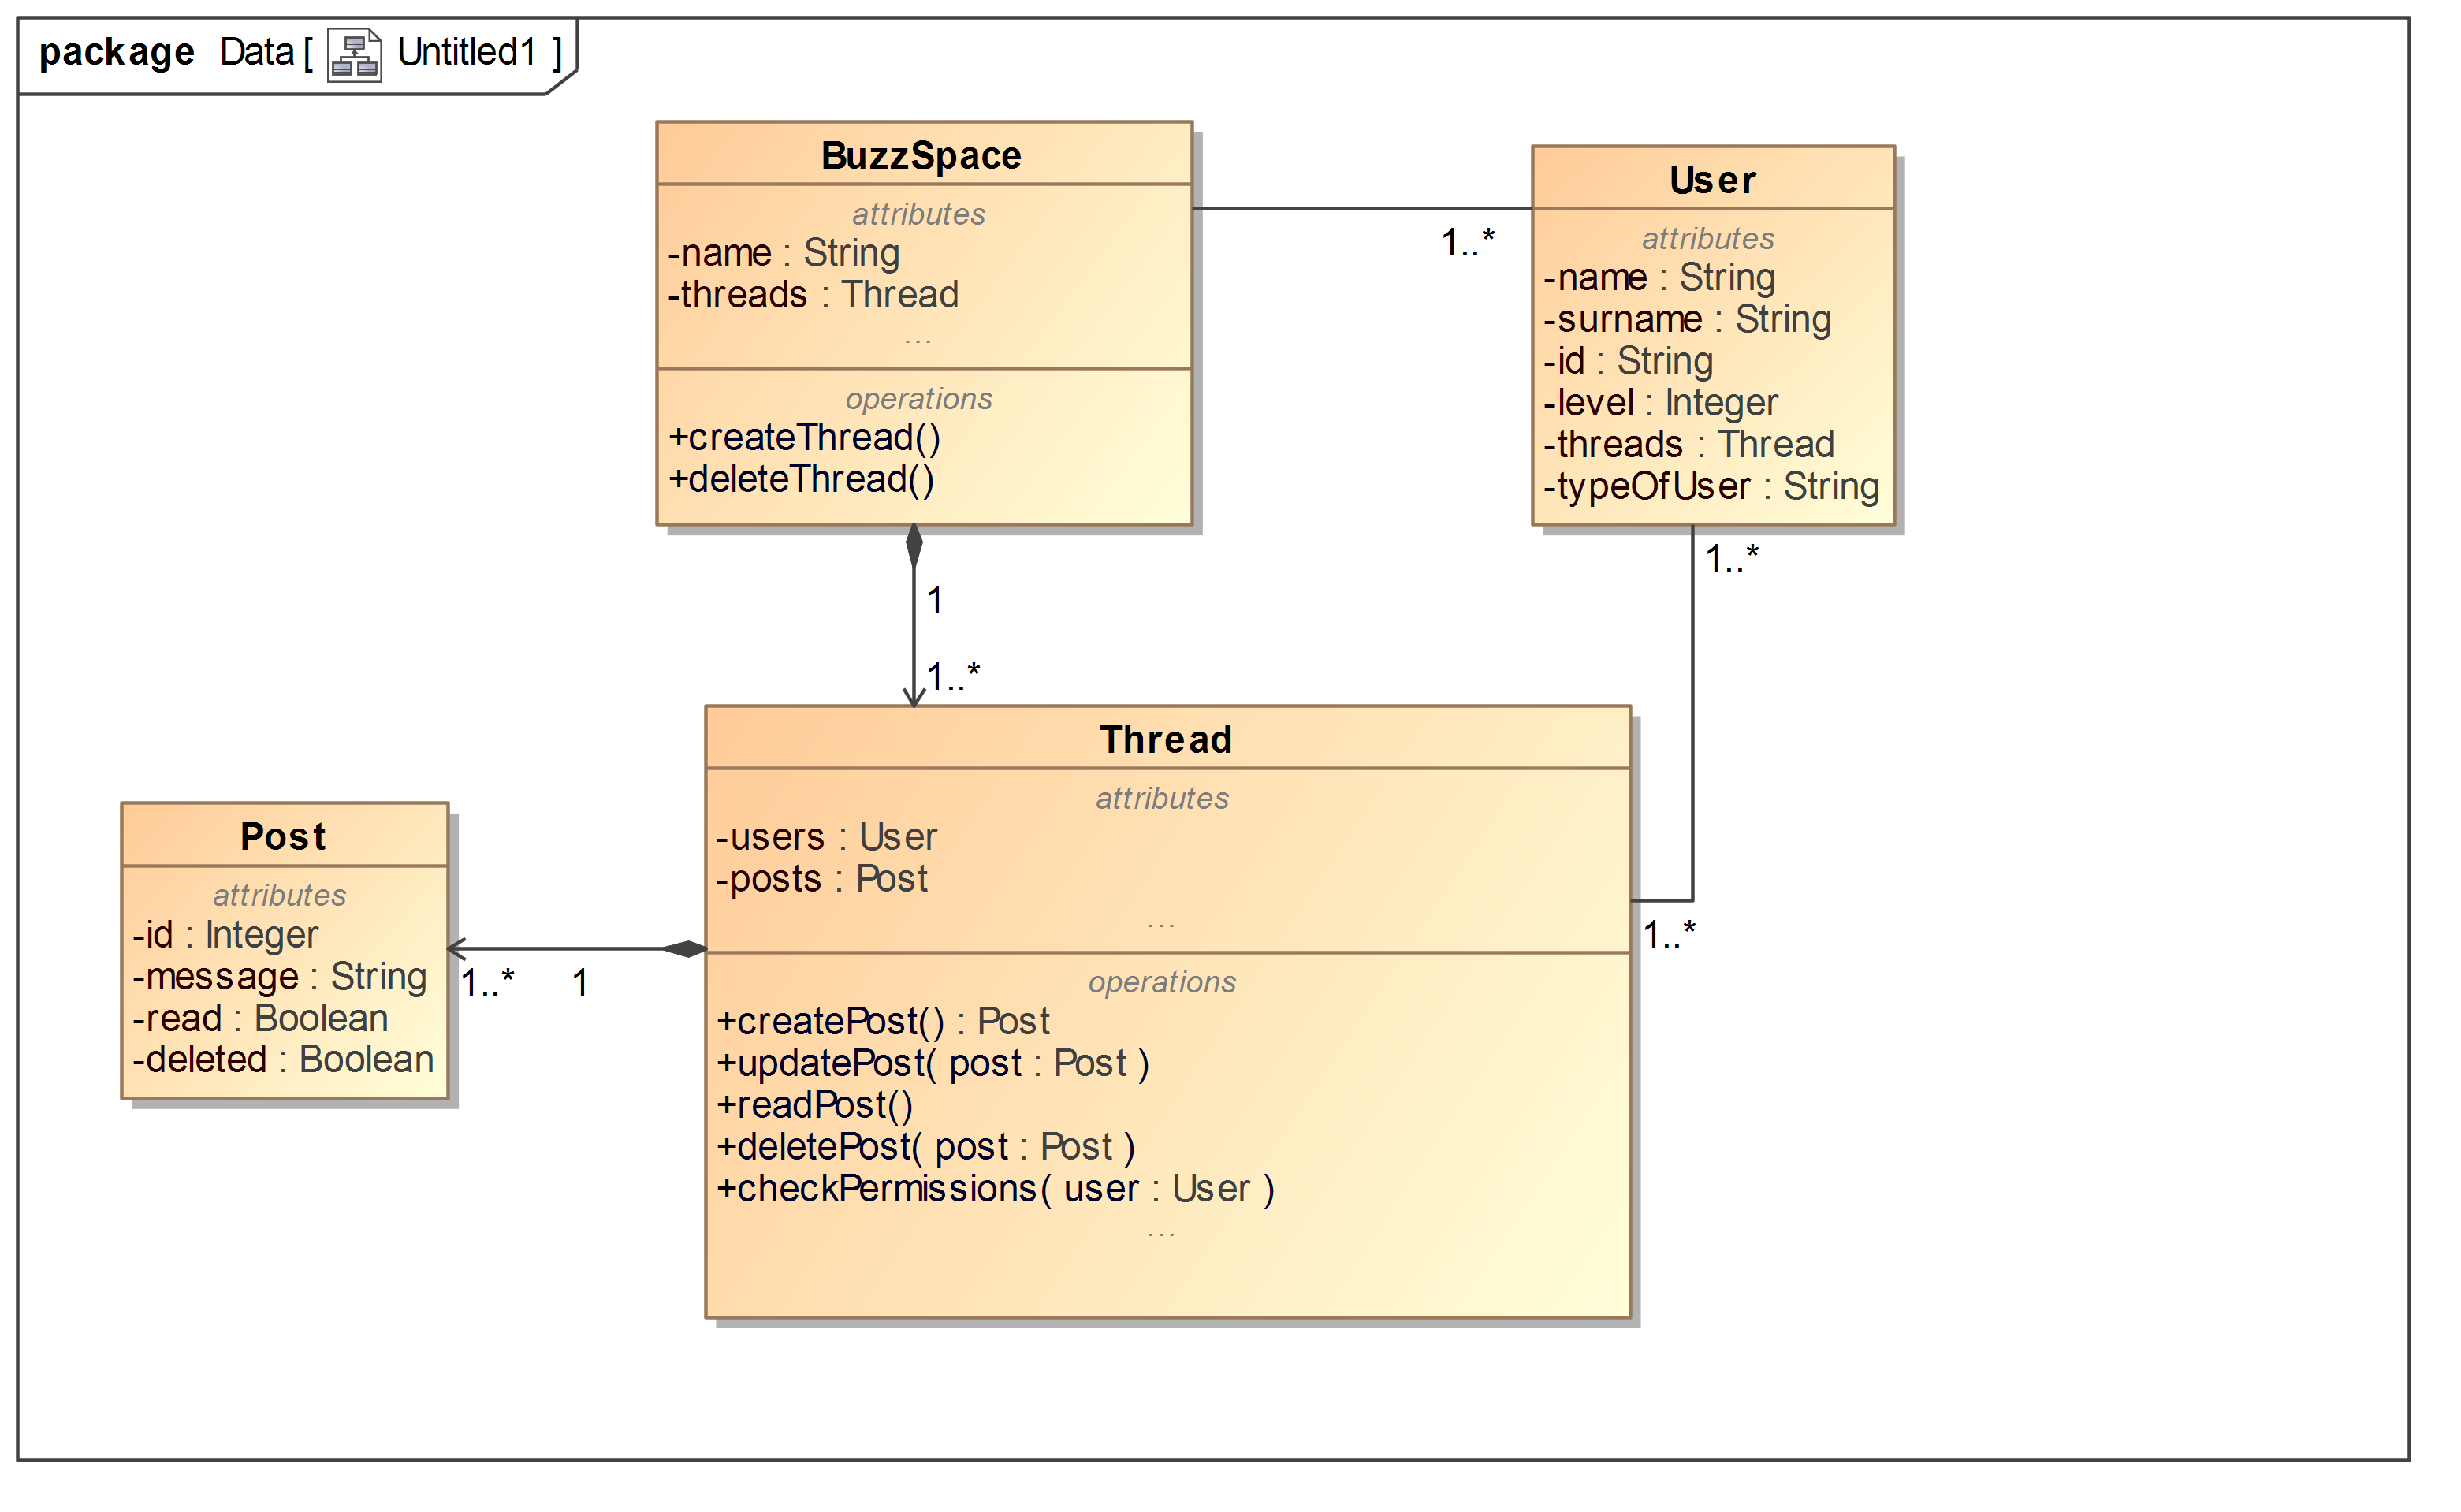 package Data [ Untitled1 ]
BuzzSpace
attributes
-name : String
-threads : Thread
...
operations
+createThread()
+deleteThread()
User
attributes
-name : String
-surname : String
-id : String
-level : Integer
-threads : Thread
-typeOfUser : String
1..*
1..*
1
1..*
Thread
attributes
-users : User
-posts : Post
...
operations
+createPost() : Post
+updatePost( post : Post )
+readPost()
+deletePost( post : Post )
+checkPermissions( user : User )
...
1..*
Post
attributes
-id : Integer
-message : String
-read : Boolean
-deleted : Boolean
1..* 1